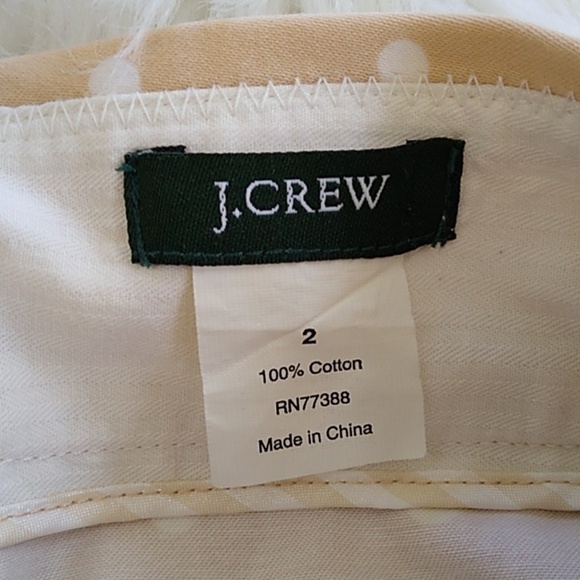 J.CREW
2
100% Cotton
RN77388
Made in China